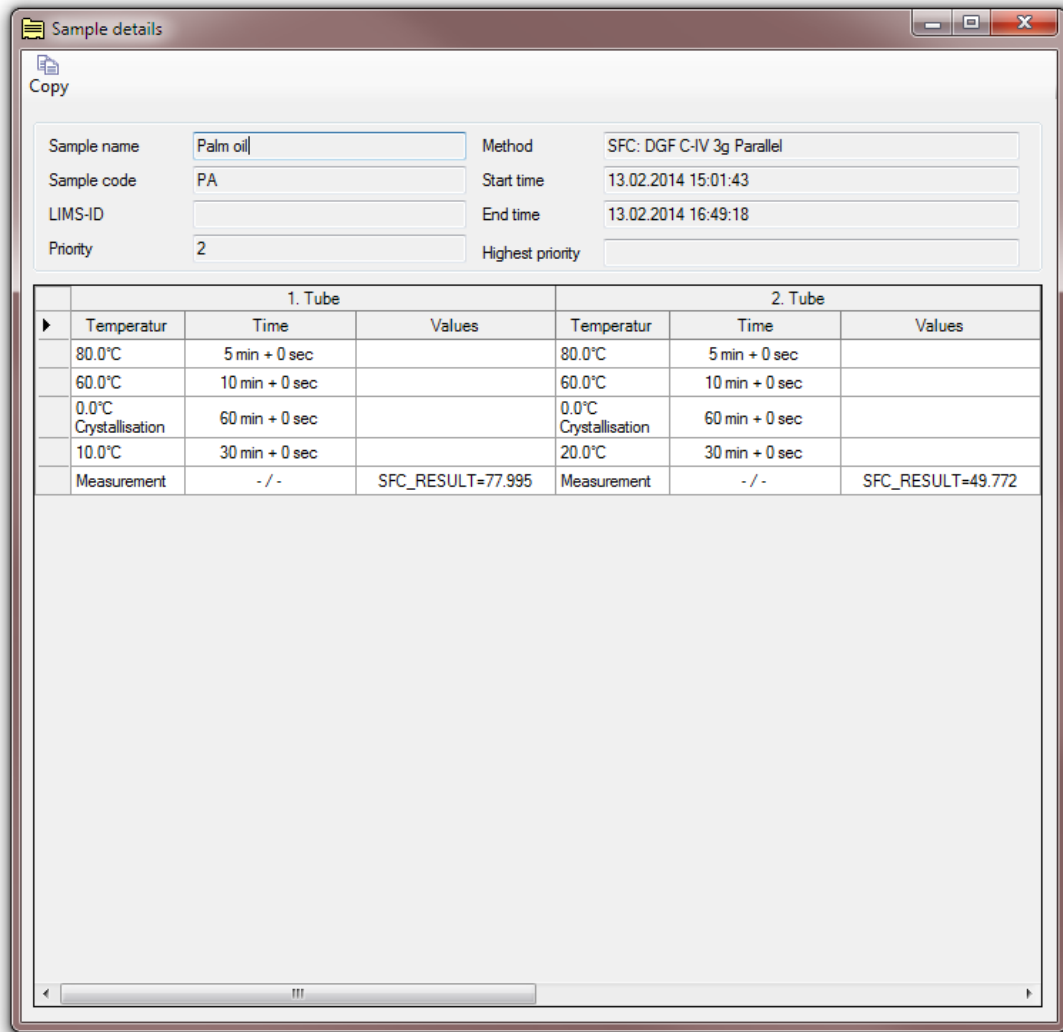 Sample details
Copy
Sample name Palm oil Method SFC: DGF C-IV 3g Parallel
Sample code PA Start time 13.02.2014 15:01:43
LIMS-ID End time 13.02.2014 16:49:18
Priority 2 Highest priority
1. Tube 2. Tube
Temperatur Time Values Temperatur Time Values
80.0°C 5 min + 0 sec 80.0°C 5 min + 0 sec
60.0°C 10 min + 0 sec 60.0°C 10 min + 0 sec
0.0°C Crystallisation 60 min + 0 sec 0.0°C Crystallisation 60 min + 0 sec
10.0°C 30 min + 0 sec 20.0°C 30 min + 0 sec
Measurement - / - SFC_RESULT=77.995 Measurement - / - SFC_RESULT=49.772